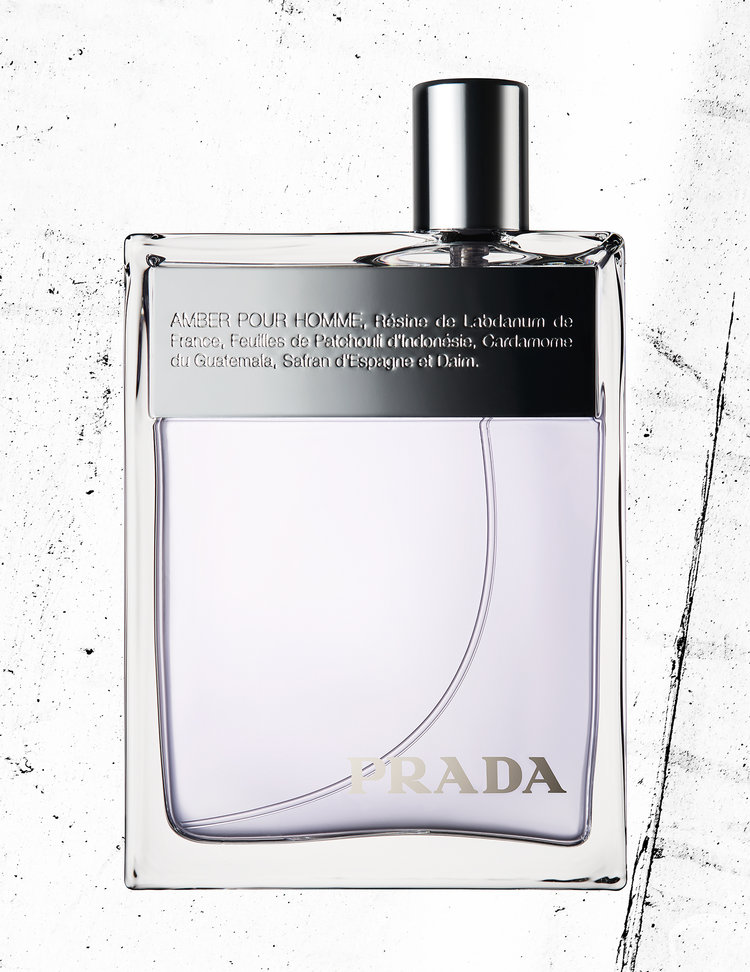 AMBER POUR HOMME, Résine de Labdanum de
France, Feuilles de Patchouli d'Indonésie, Cardamome
du Guatemala, Safran d'Espagne et Daim.
PRADA